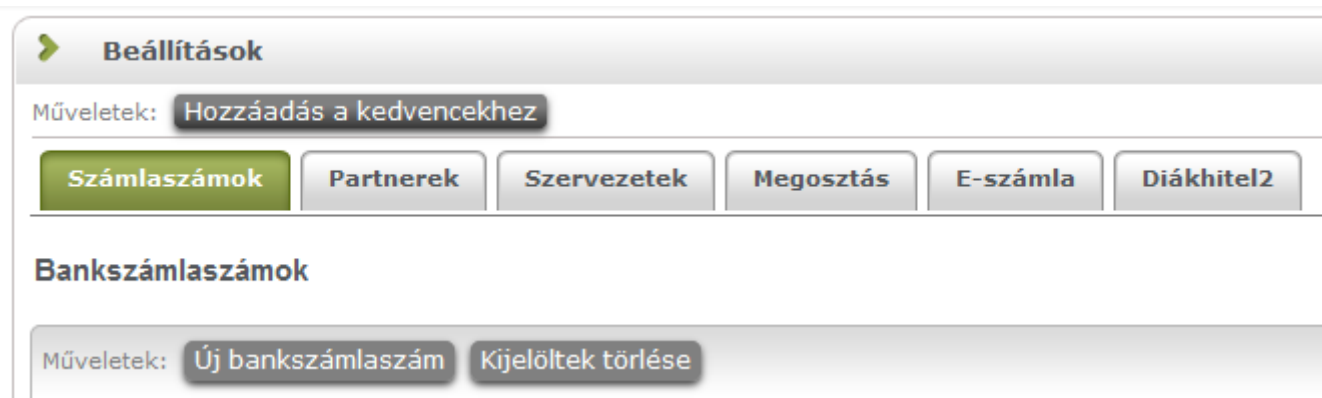 Beállítások
Műveletek: Hozzáadás a kedvencekhez
Számlaszámok Partnerek Szervezetek Megosztás E-számla Diákhitel2
Bankszámlaszámok
Műveletek: Új bankszámlaszám Kijelöltek törlése